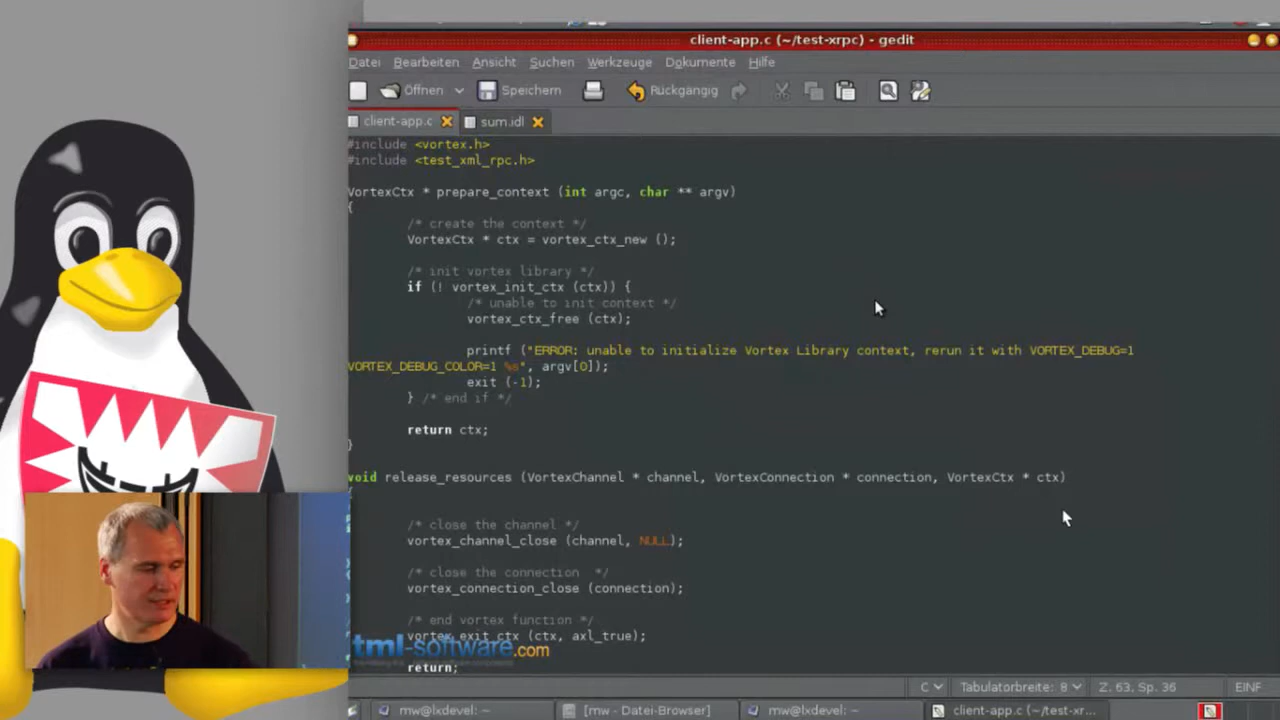 client-app.c (~/test-xrpc) - gedit
Datei Bearbeiten Ansicht Suchen Werkzeuge Dokumente Hilfe
Öffnen Speichern Rückgängig
client-app.c sum.idl
#include <vortex.h>
#include <test_xml_rpc.h>
VortexCtx * prepare_context (int argc, char ** argv)
{
/* create the context */
VortexCtx * ctx = vortex_ctx_new ();
/* init vortex library */
if (! vortex_init_ctx (ctx)) {
/* unable to init context */
vortex_ctx_free (ctx);
printf ("ERROR: unable to initialize Vortex Library context, rerun it with VORTEX_DEBUG=1
VORTEX_DEBUG_COLOR=1 %s", argv[0]);
exit (-1);
} /* end if */
return ctx;
}
void release_resources (VortexChannel * channel, VortexConnection * connection, VortexCtx * ctx)
{
/* close the channel */
vortex_channel_close (channel, NULL);
/* close the connection */
vortex_connection_close (connection);
/* end vortex function */
vortex_exit_ctx (ctx, axl_true);
tml-software.com
return;
C Tabulatorbreite: 8 Z. 63, Sp. 36 EINF
mw@lxdevel: ~ [mw - Datei-Browser] mw@lxdevel: ~ client-app.c (~/test-xr...